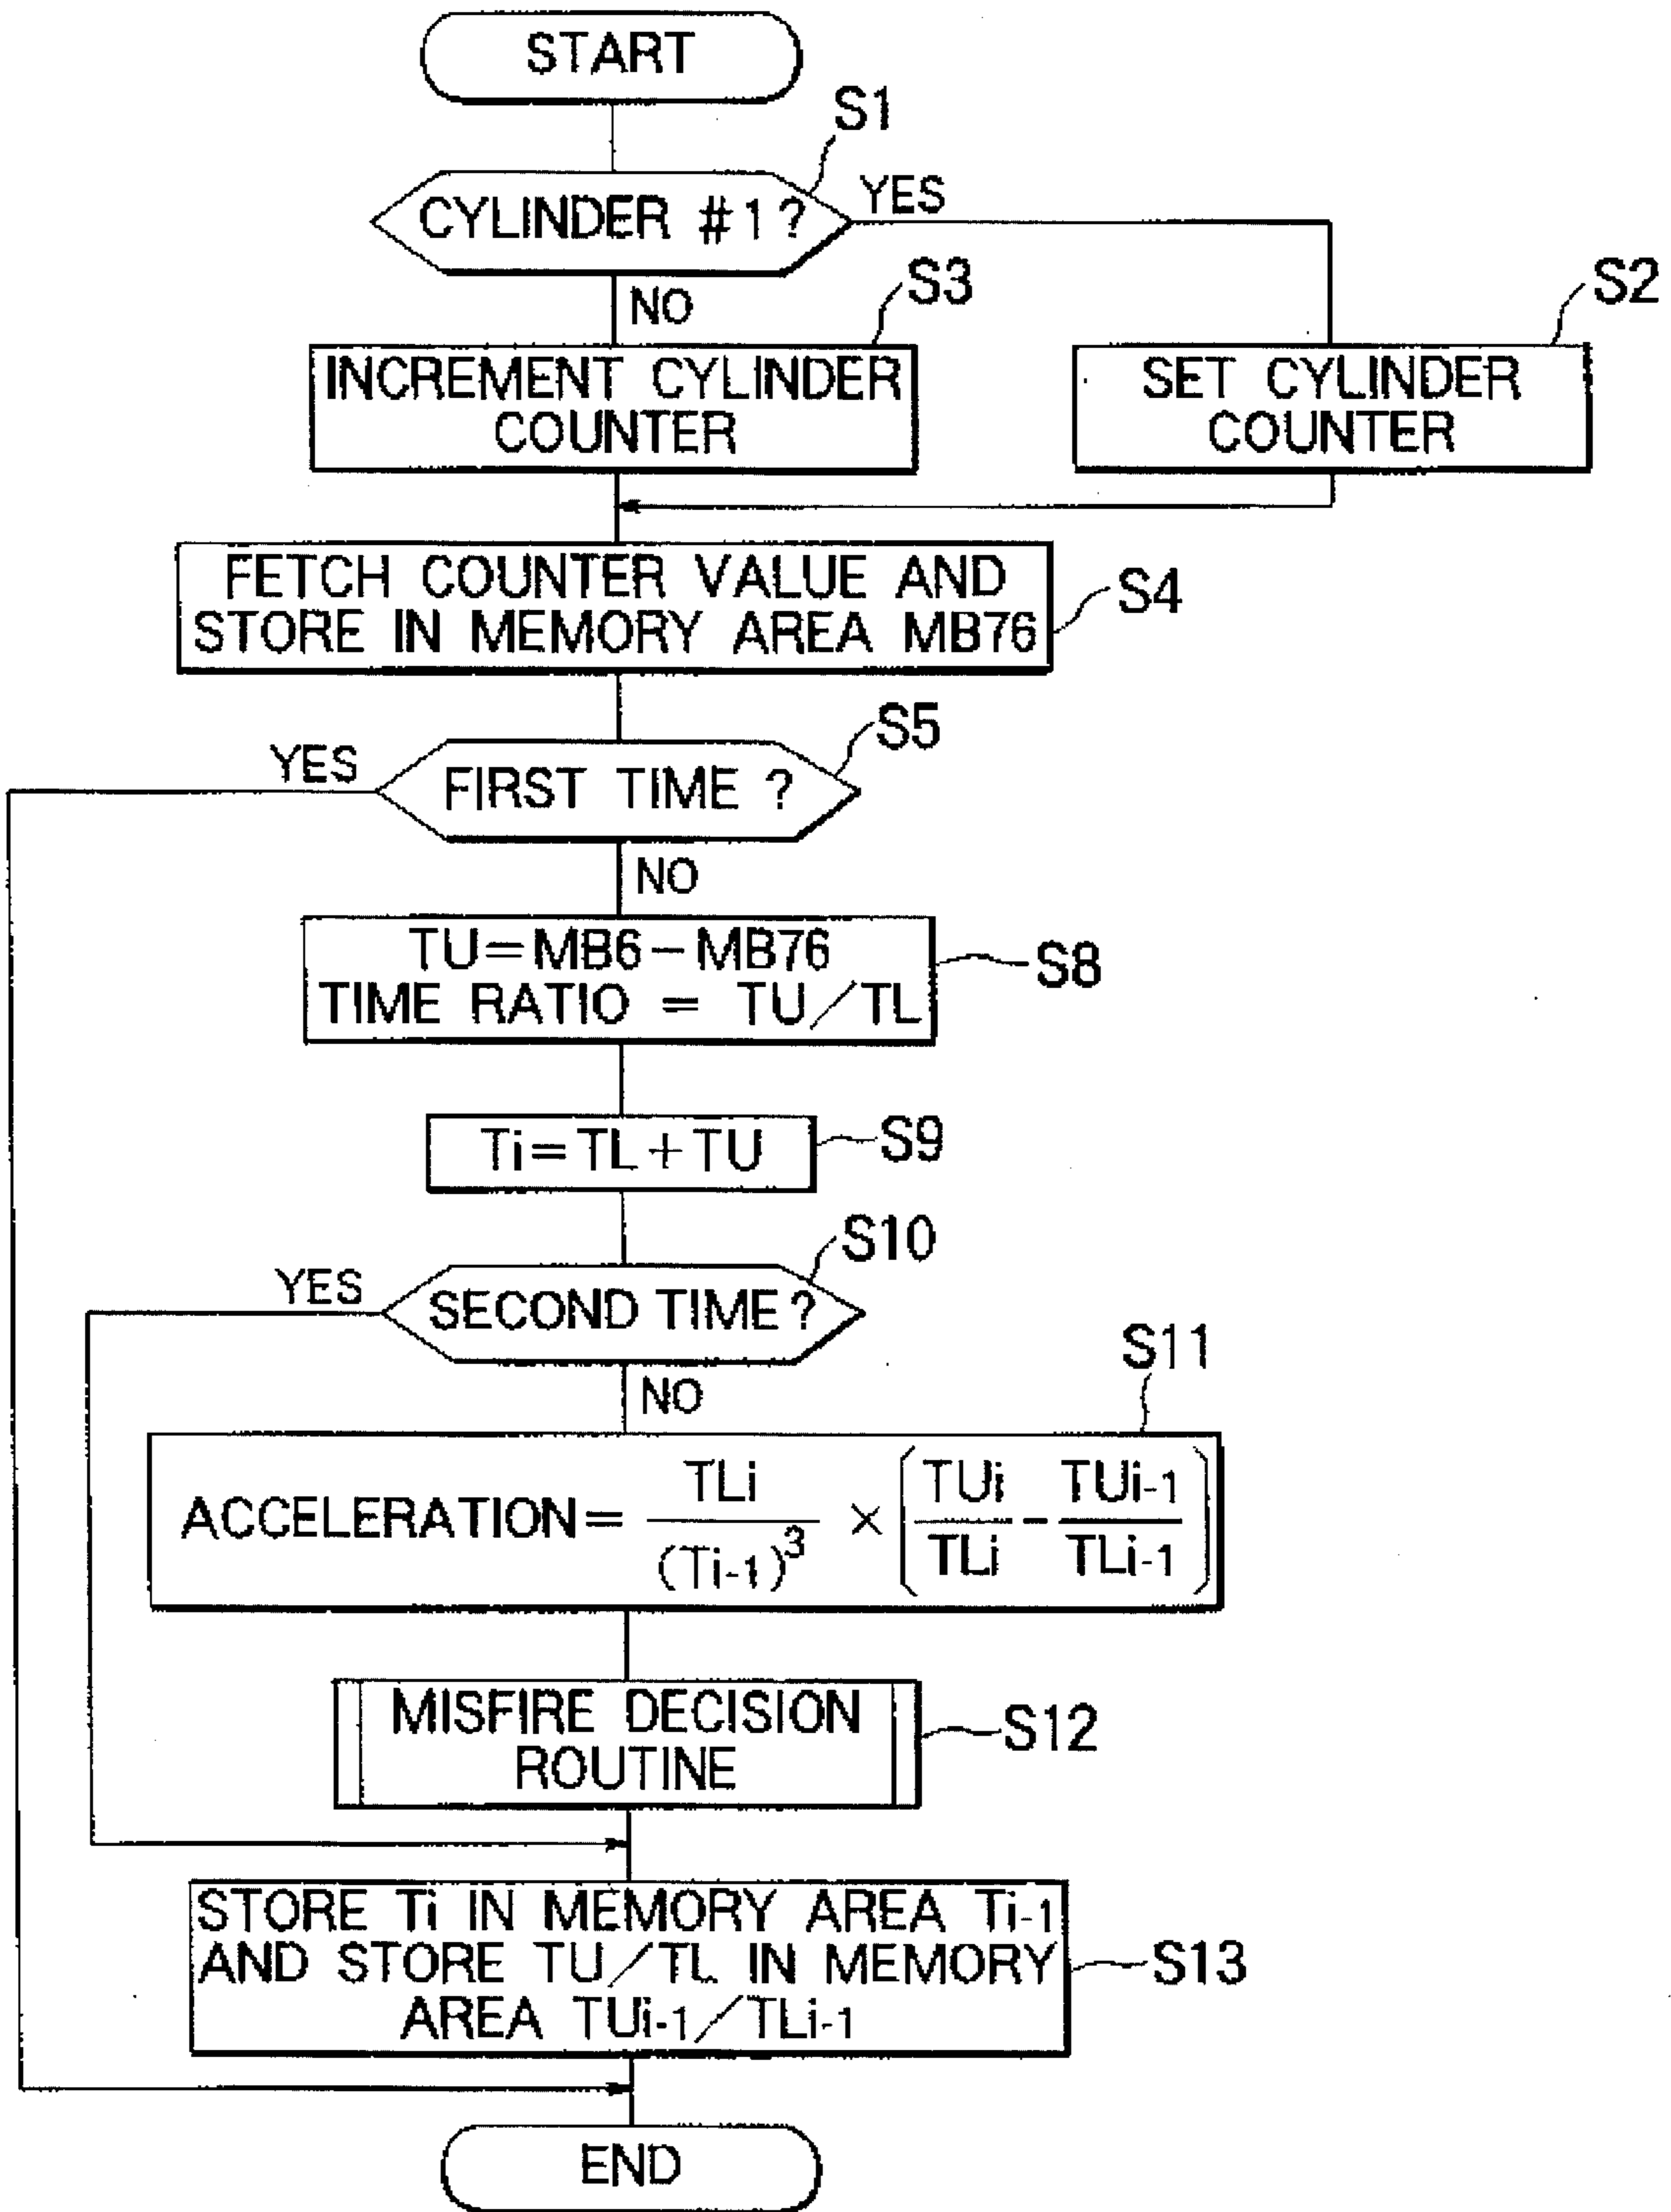 START
S1
CYLINDER #1?
YES
NO
S3
S2
INCREMENT CYLINDER
COUNTER
SET CYLINDER
COUNTER
FETCH COUNTER VALUE AND
STORE IN MEMORY AREA MB76
S4
S5
YES
FIRST TIME ?
NO
TU=MB6-MB76
TIME RATIO = TU/TL
S8
Ti=TL+TU
S9
S10
YES
SECOND TIME?
NO
S11
ACCELERATION= TLi/(Ti-1)³ × (TUi/TLi - TUi-1/TLi-1)
MISFIRE DECISION
ROUTINE
S12
STORE Ti IN MEMORY AREA Ti-1
AND STORE TU/TL IN MEMORY
AREA TUi-1/TLi-1
S13
END